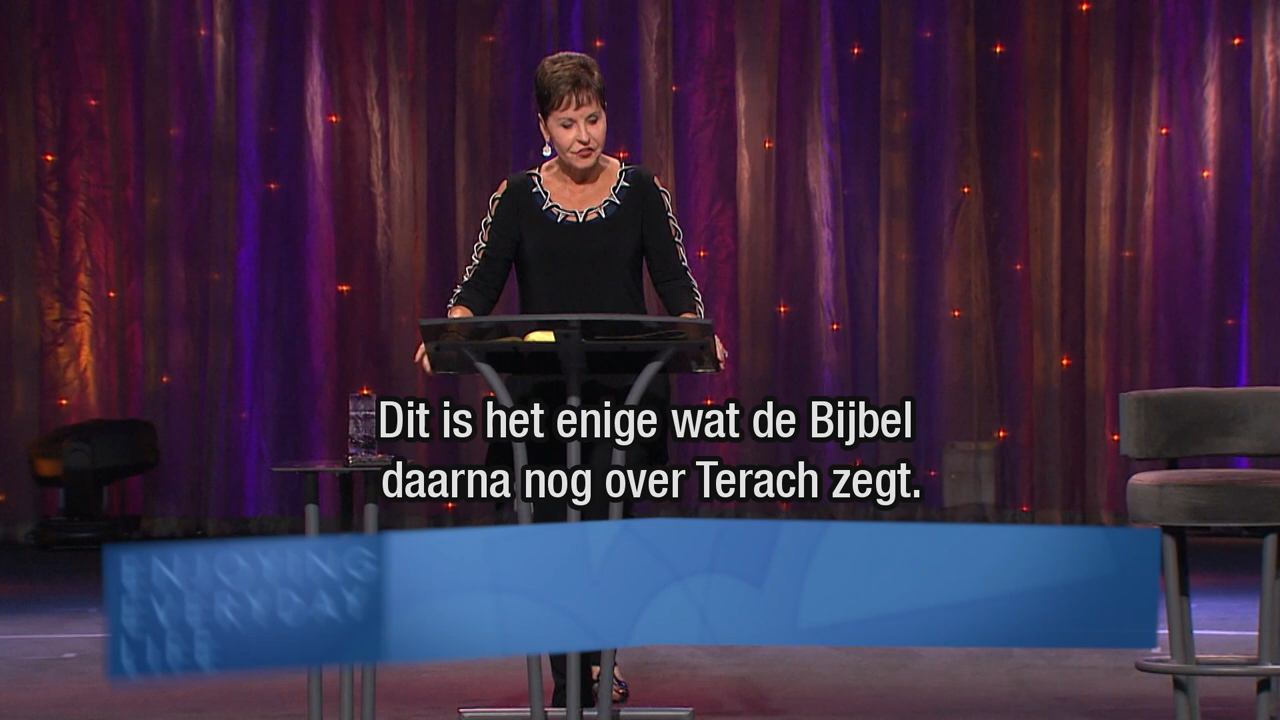 Dit is het enige wat de Bijbel
daarna nog over Terach zegt.
ENJOYING
EVERYDAY
LIFE